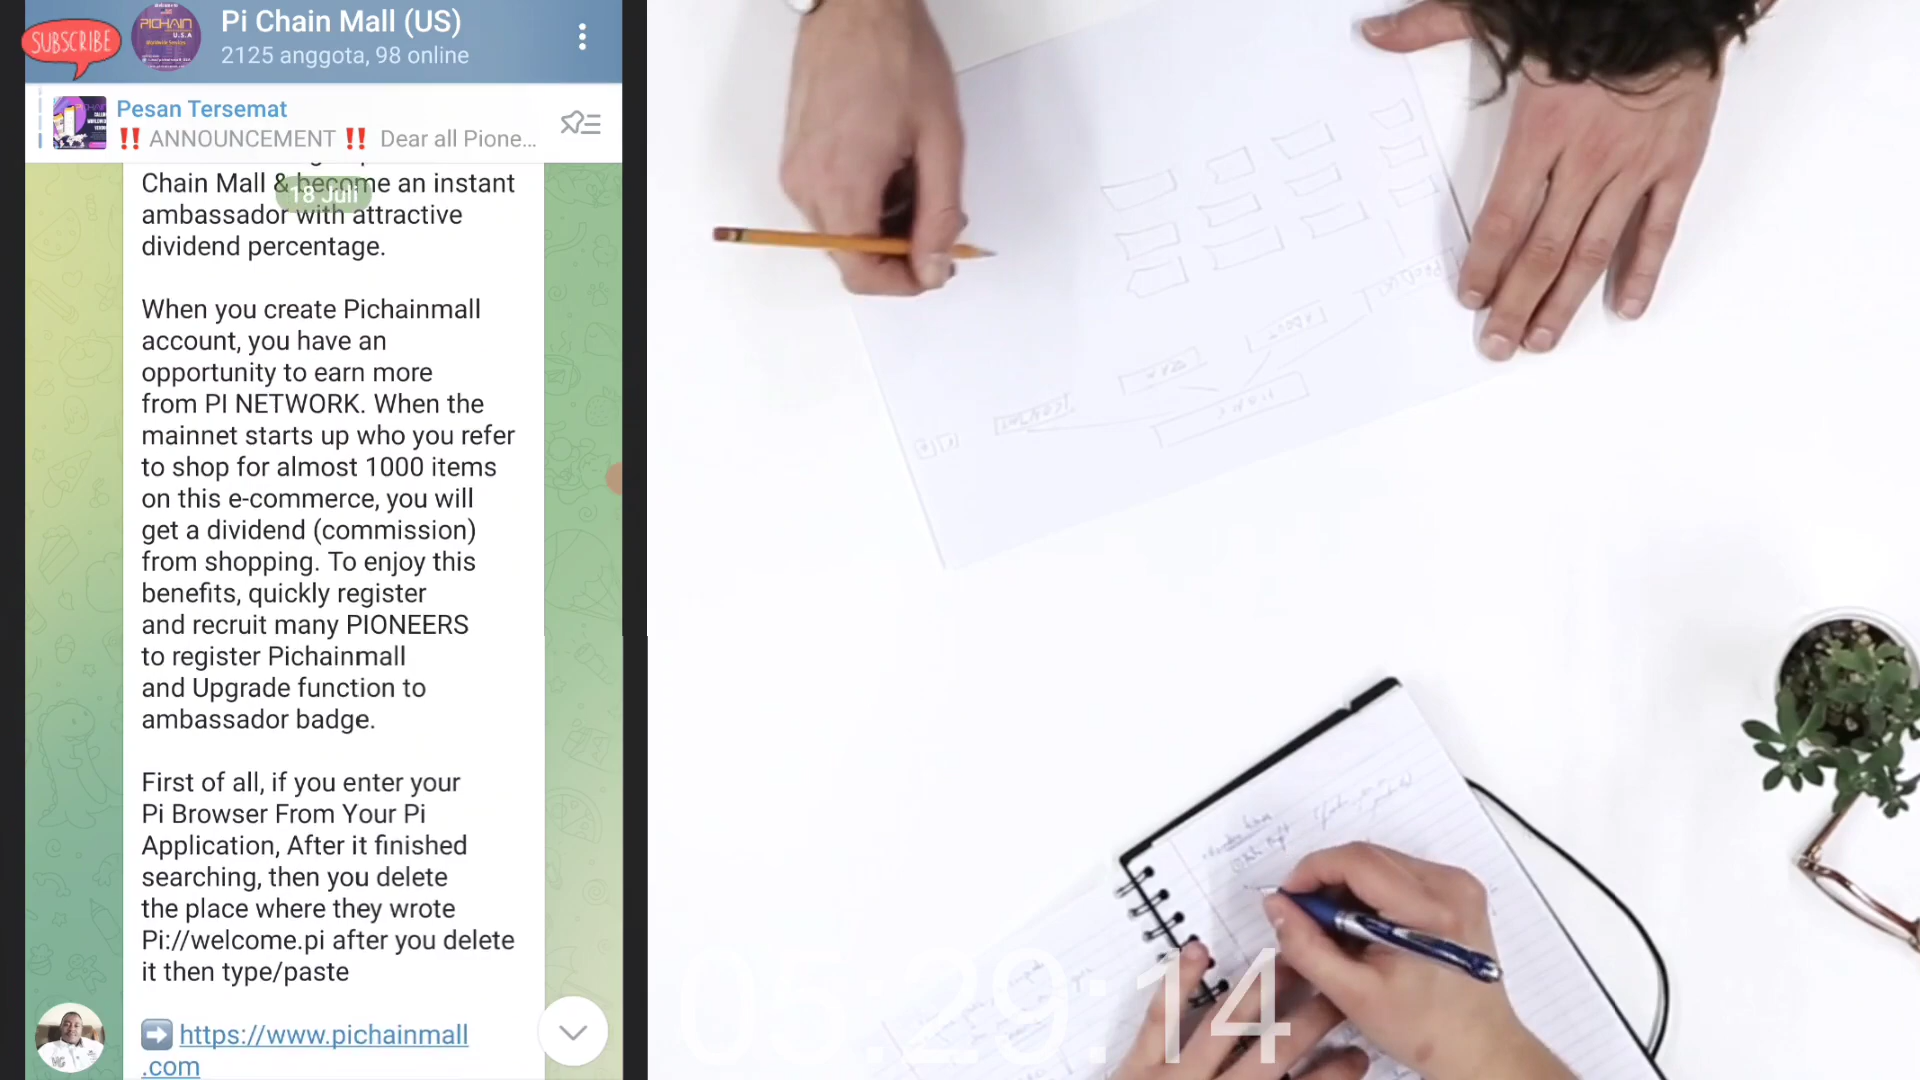 SUBSCRIBE
PICHAIN
U.S.A
Pi Chain Mall (US)
2125 anggota, 98 online
Pesan Tersemat
‼️ ANNOUNCEMENT ‼️ Dear all Pione...
18 Juli
Chain Mall & become an instant
ambassador with attractive
dividend percentage.
When you create Pichainmall
account, you have an
opportunity to earn more
from PI NETWORK. When the
mainnet starts up who you refer
to shop for almost 1000 items
on this e-commerce, you will
get a dividend (commission)
from shopping. To enjoy this
benefits, quickly register
and recruit many PIONEERS
to register Pichainmall
and Upgrade function to
ambassador badge.
First of all, if you enter your
Pi Browser From Your Pi
Application, After it finished
searching, then you delete
the place where they wrote
Pi://welcome.pi after you delete
it then type/paste
➡️ https://www.pichainmall
.com
05:29:14